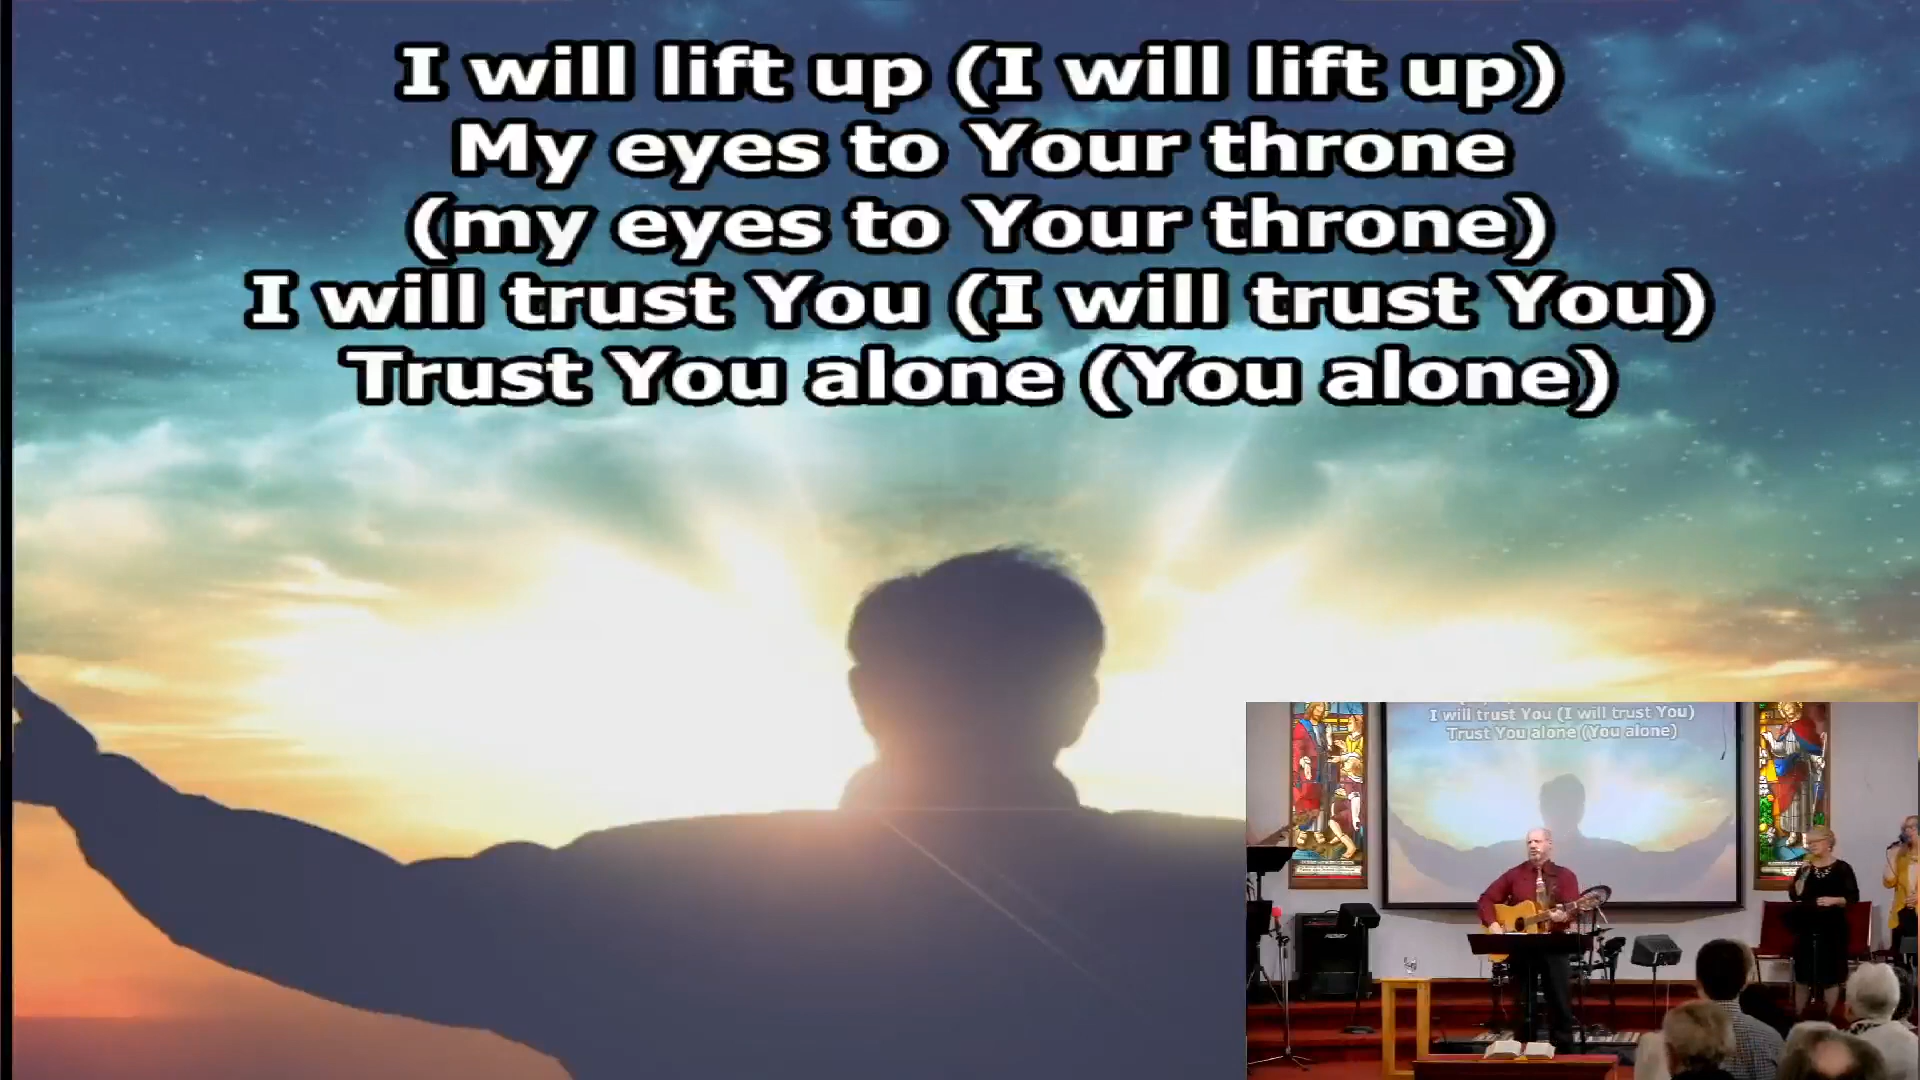 I will lift up (I will lift up)
My eyes to Your throne
(my eyes to Your throne)
I will trust You (I will trust You)
Trust You alone (You alone)
I will trust You (I will trust You)
Trust You alone (You alone)